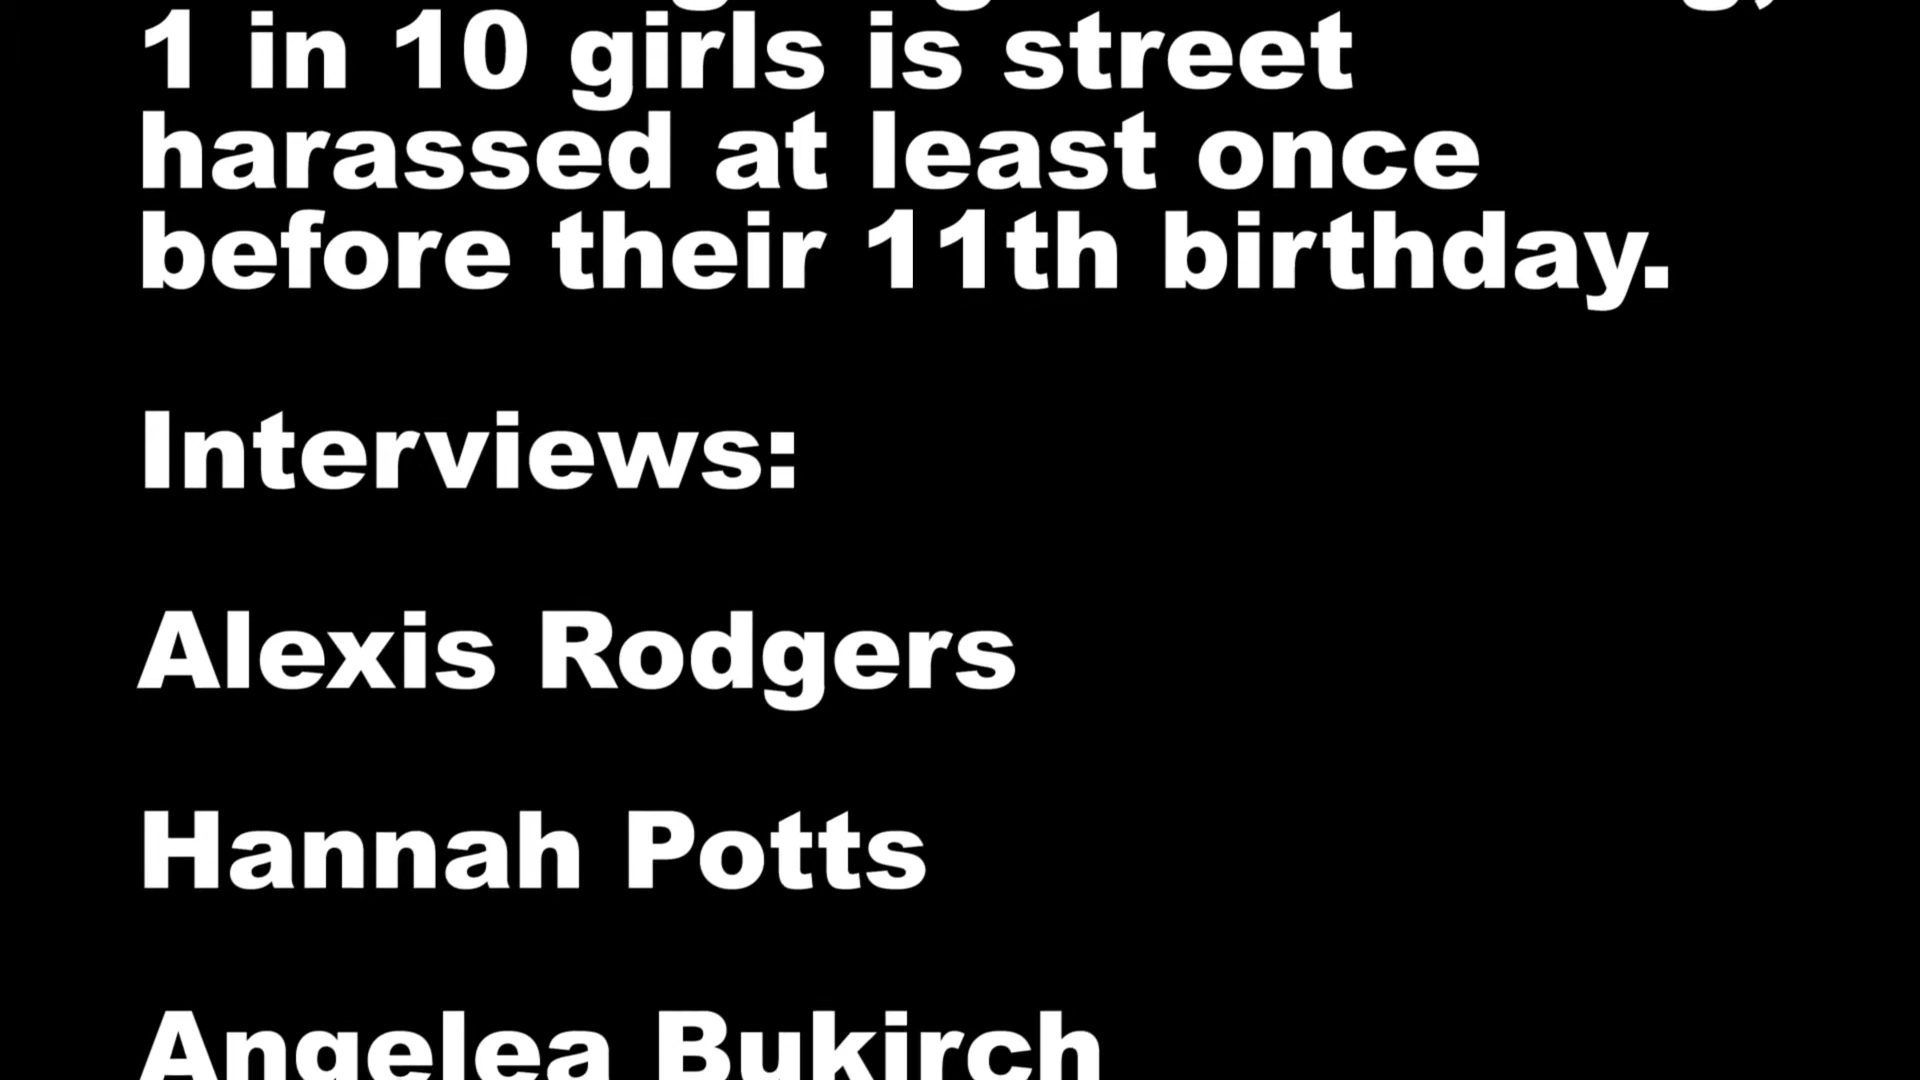 1 in 10 girls is street
harassed at least once
before their 11th birthday.
Interviews:
Alexis Rodgers
Hannah Potts
Angelea Bukirch